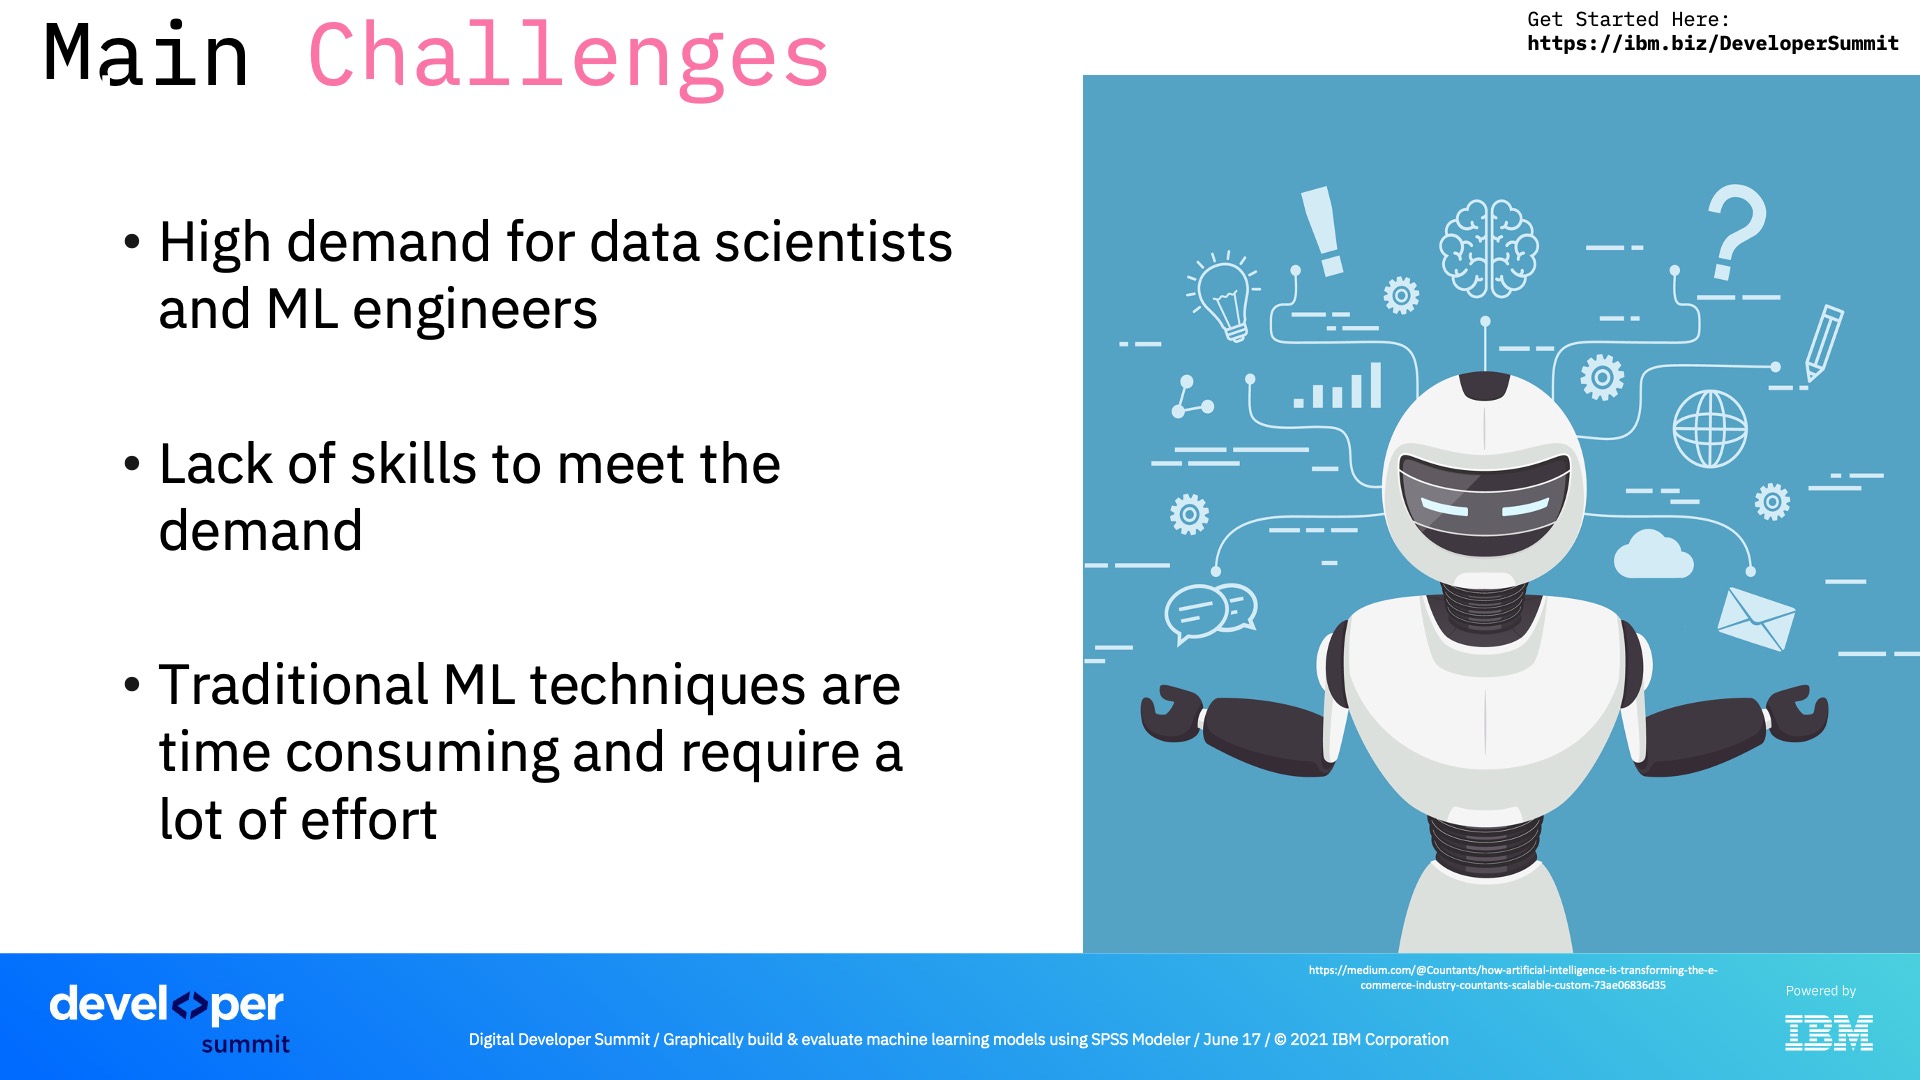 Main Challenges
Get Started Here:
https://ibm.biz/DeveloperSummit
• High demand for data scientists
and ML engineers
• Lack of skills to meet the
demand
• Traditional ML techniques are
time consuming and require a
lot of effort
https://medium.com/@Countants/how-artificial-intelligence-is-transforming-the-e-
commerce-industry-countants-scalable-custom-73ae06836d35
devel<>per
summit
Digital Developer Summit / Graphically build & evaluate machine learning models using SPSS Modeler / June 17 / © 2021 IBM Corporation
Powered by
IBM